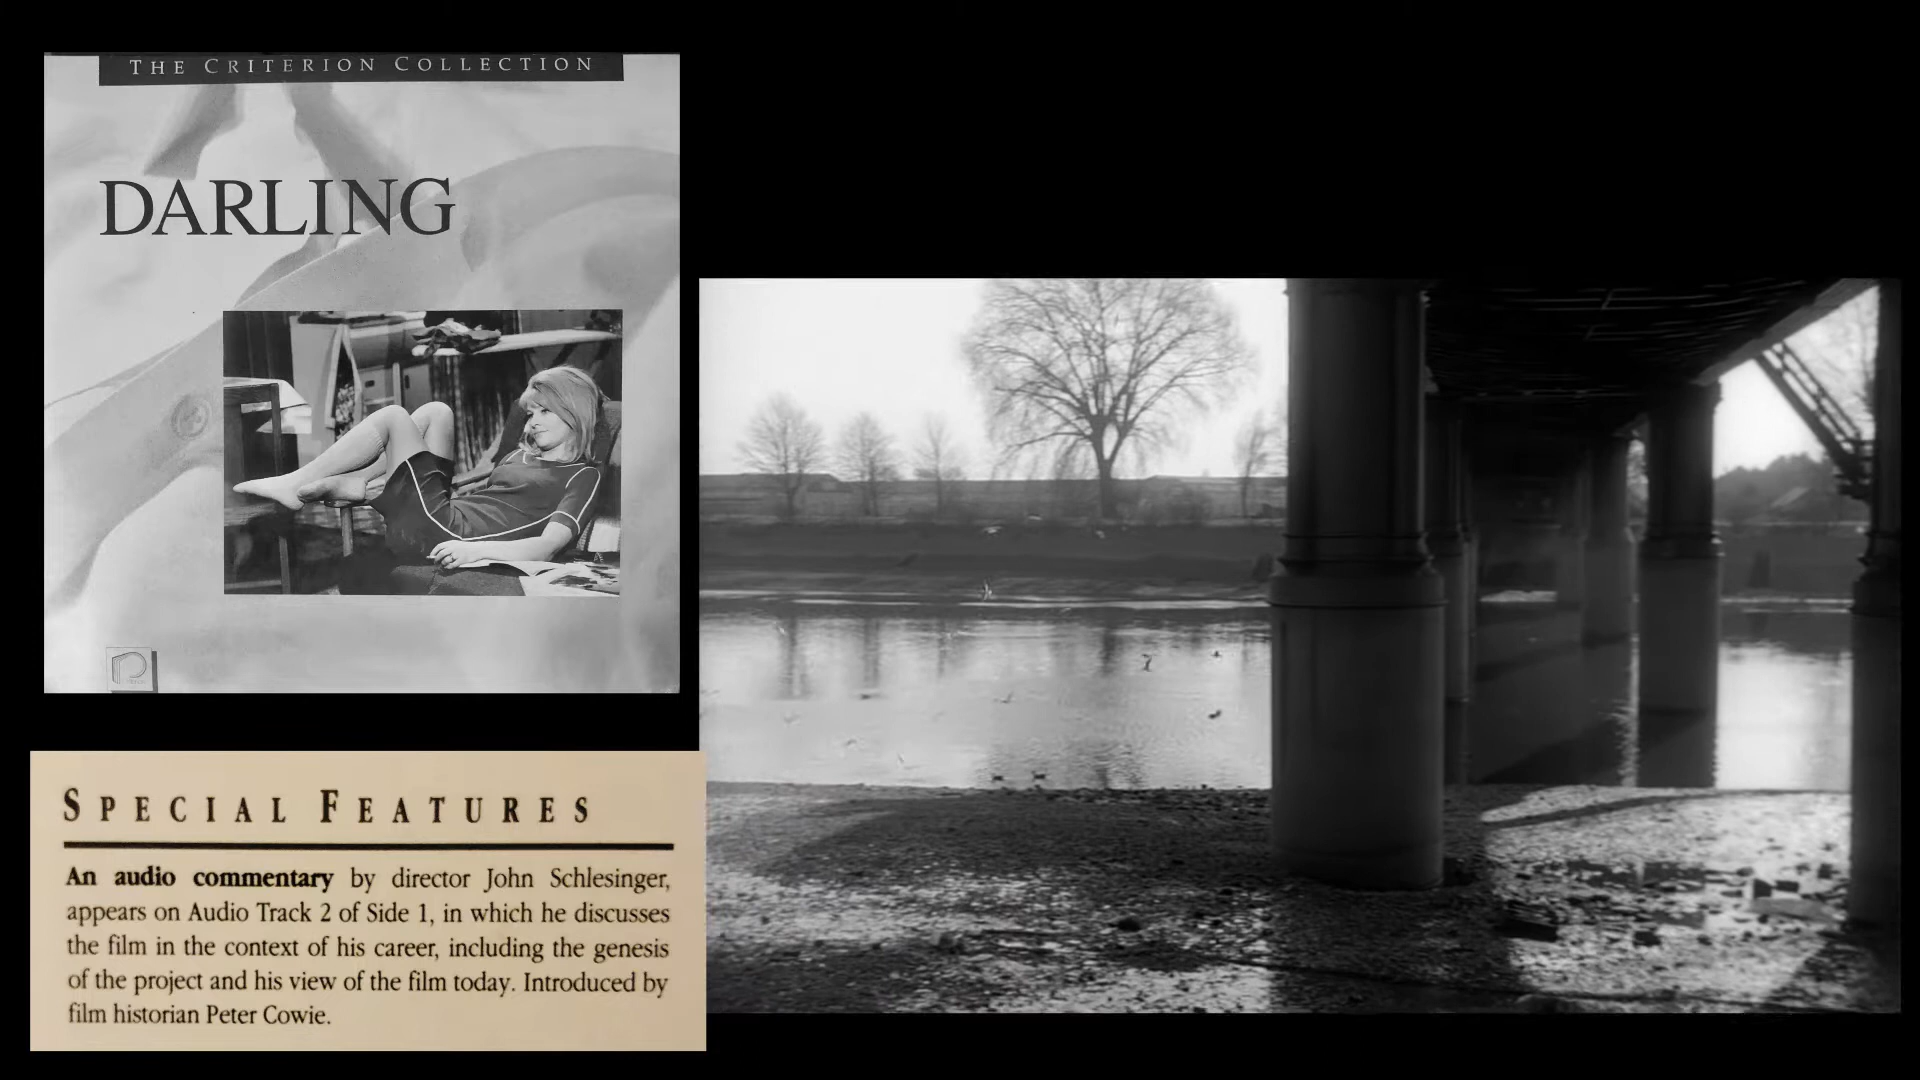 THE CRITERION COLLECTION
DARLING
SPECIAL FEATURES
An audio commentary by director John Schlesinger,
appears on Audio Track 2 of Side 1, in which he discusses
the film in the context of his career, including the genesis
of the project and his view of the film today. Introduced by
film historian Peter Cowie.